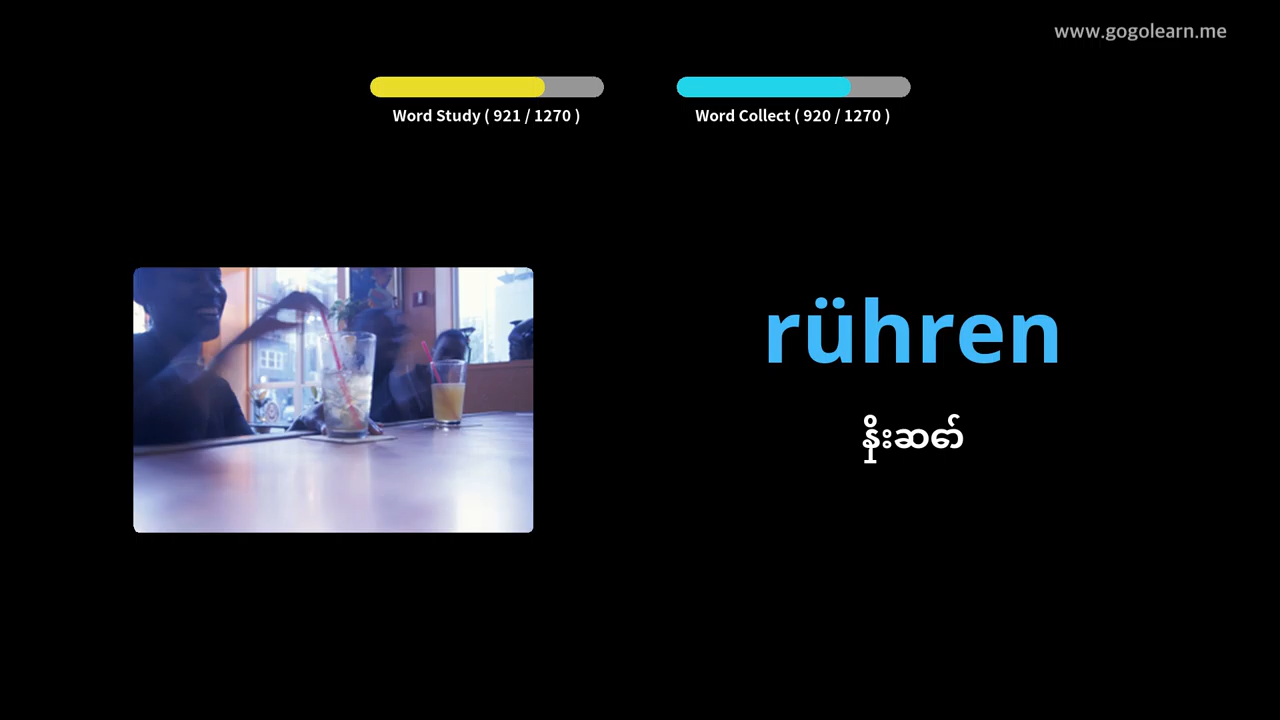 www.gogolearn.me
Word Study ( 921 / 1270 )
Word Collect ( 920 / 1270 )
rühren
နှိုးဆော်